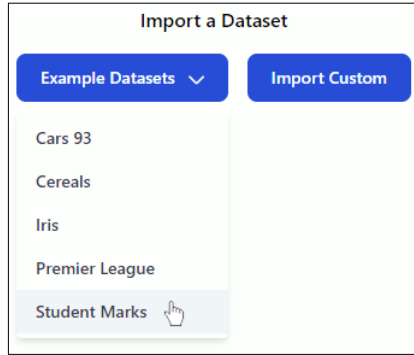 Import a Dataset
Example Datasets
Import Custom
Cars 93
Cereals
Iris
Premier League
Student Marks